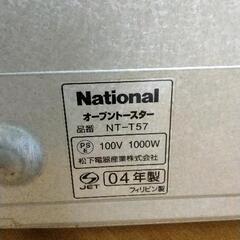 National
オーブントースター
品番 NT-T57
PS E 100V 1000W
松下電器産業株式会社
JET 04年製
フィリピン製